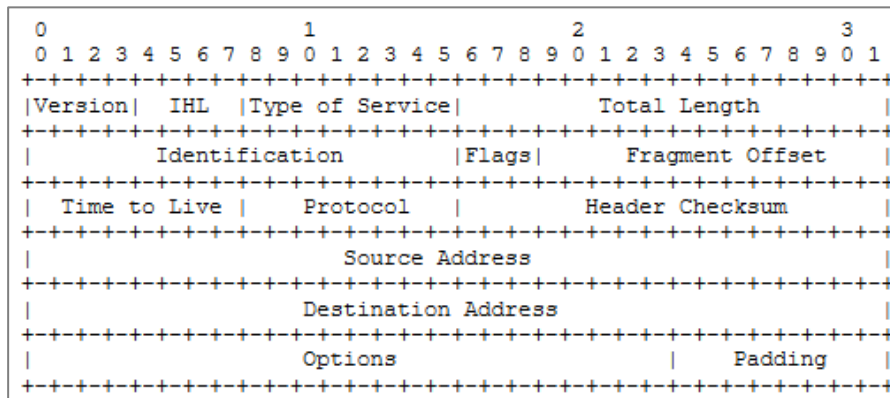 0                   1                   2                   3
0 1 2 3 4 5 6 7 8 9 0 1 2 3 4 5 6 7 8 9 0 1 2 3 4 5 6 7 8 9 0 1
+-+-+-+-+-+-+-+-+-+-+-+-+-+-+-+-+-+-+-+-+-+-+-+-+-+-+-+-+-+-+-+-+
|Version|  IHL  |Type of Service|          Total Length         |
+-+-+-+-+-+-+-+-+-+-+-+-+-+-+-+-+-+-+-+-+-+-+-+-+-+-+-+-+-+-+-+-+
|         Identification        |Flags|      Fragment Offset    |
+-+-+-+-+-+-+-+-+-+-+-+-+-+-+-+-+-+-+-+-+-+-+-+-+-+-+-+-+-+-+-+-+
|  Time to Live |    Protocol   |         Header Checksum       |
+-+-+-+-+-+-+-+-+-+-+-+-+-+-+-+-+-+-+-+-+-+-+-+-+-+-+-+-+-+-+-+-+
|                       Source Address                          |
+-+-+-+-+-+-+-+-+-+-+-+-+-+-+-+-+-+-+-+-+-+-+-+-+-+-+-+-+-+-+-+-+
|                    Destination Address                        |
+-+-+-+-+-+-+-+-+-+-+-+-+-+-+-+-+-+-+-+-+-+-+-+-+-+-+-+-+-+-+-+-+
|                    Options                    |    Padding    |
+-+-+-+-+-+-+-+-+-+-+-+-+-+-+-+-+-+-+-+-+-+-+-+-+-+-+-+-+-+-+-+-+